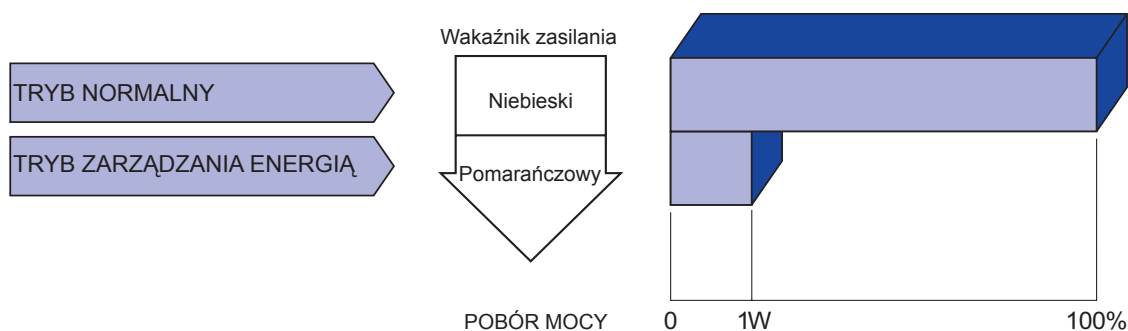 Wakaźnik zasilania
TRYB NORMALNY
Niebieski
TRYB ZARZĄDZANIA ENERGIĄ
Pomarańczowy
POBÓR MOCY 0 1W 100%